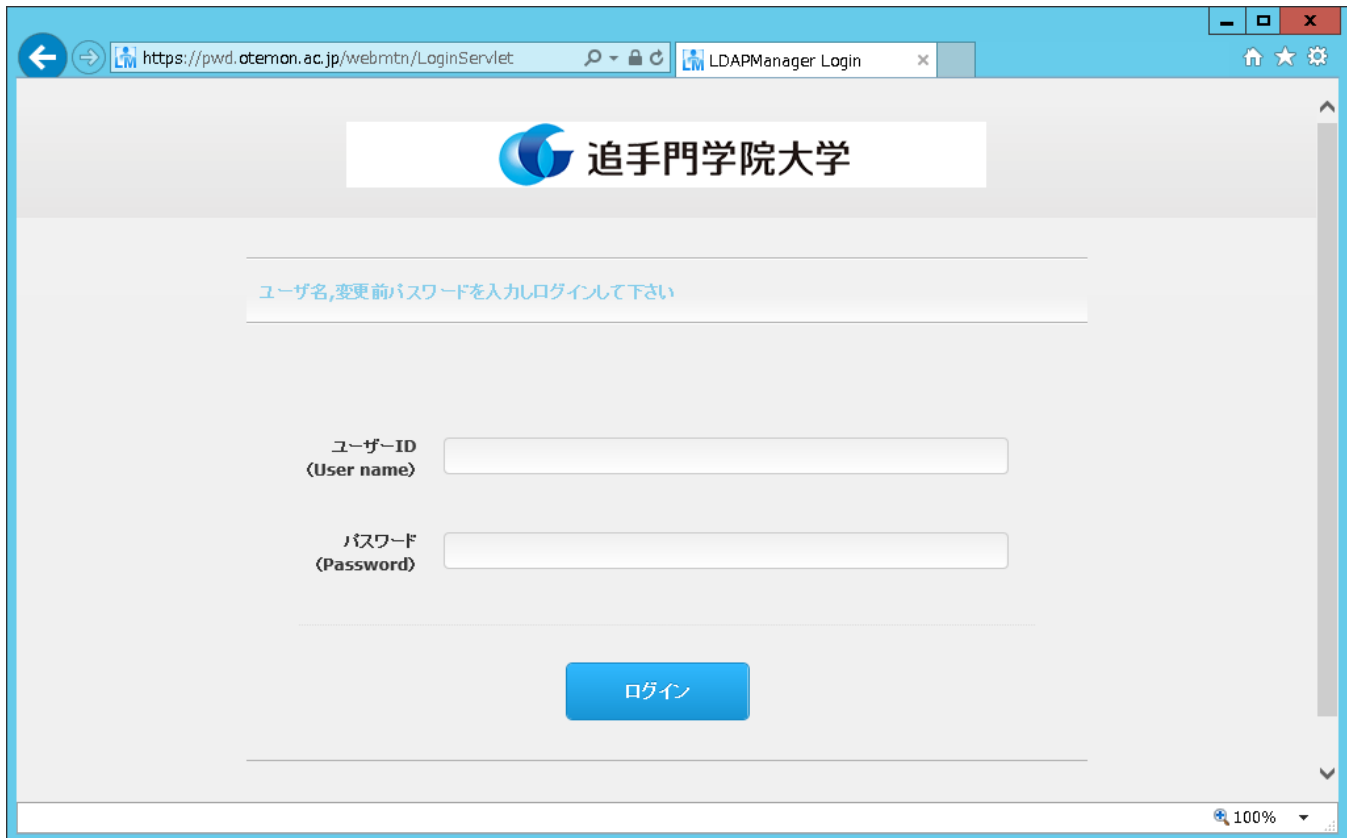 https://pwd.otemon.ac.jp/webmtn/LoginServlet
LDAPManager Login
追手門学院大学
ユーザ名,変更前パスワードを入力しログインして下さい
ユーザーID
(User name)
パスワード
(Password)
ログイン
100%